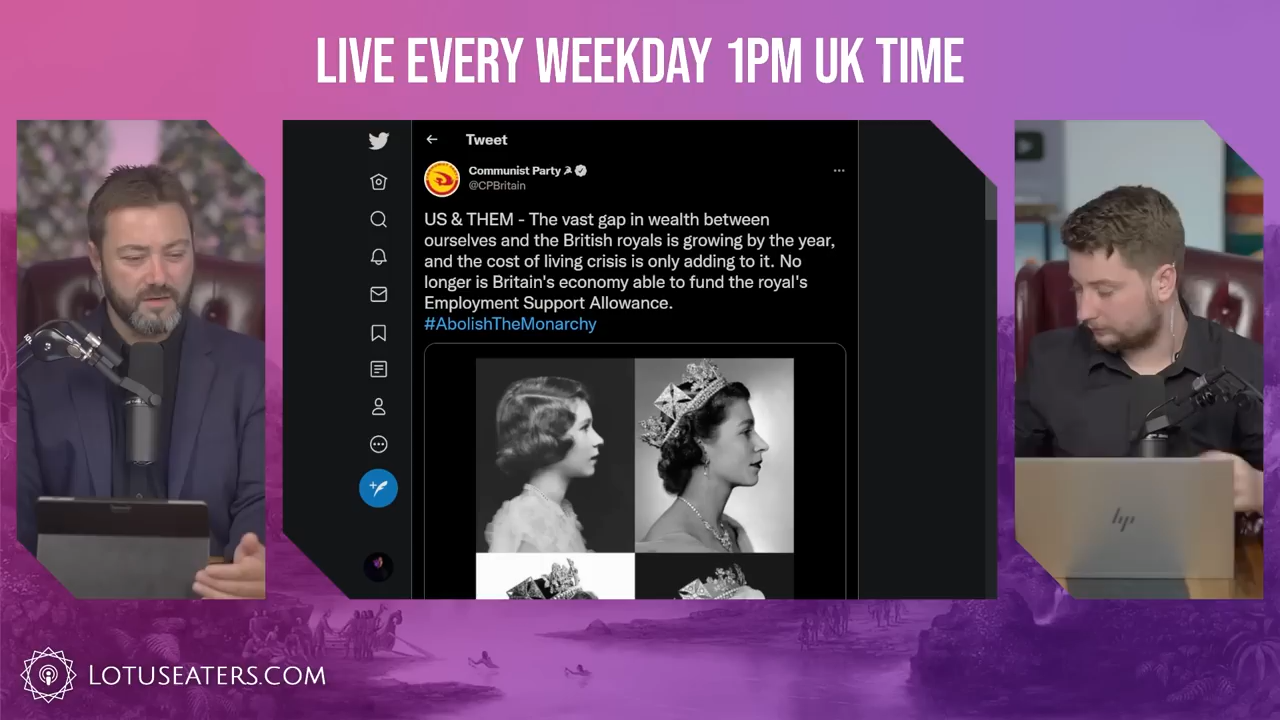 LIVE EVERY WEEKDAY 1PM UK TIME
Tweet
Communist Party
@CPBritain
US & THEM - The vast gap in wealth between
ourselves and the British royals is growing by the year,
and the cost of living crisis is only adding to it. No
longer is Britain's economy able to fund the royal's
Employment Support Allowance.
#AbolishTheMonarchy
hp
LOTUSEATERS.COM